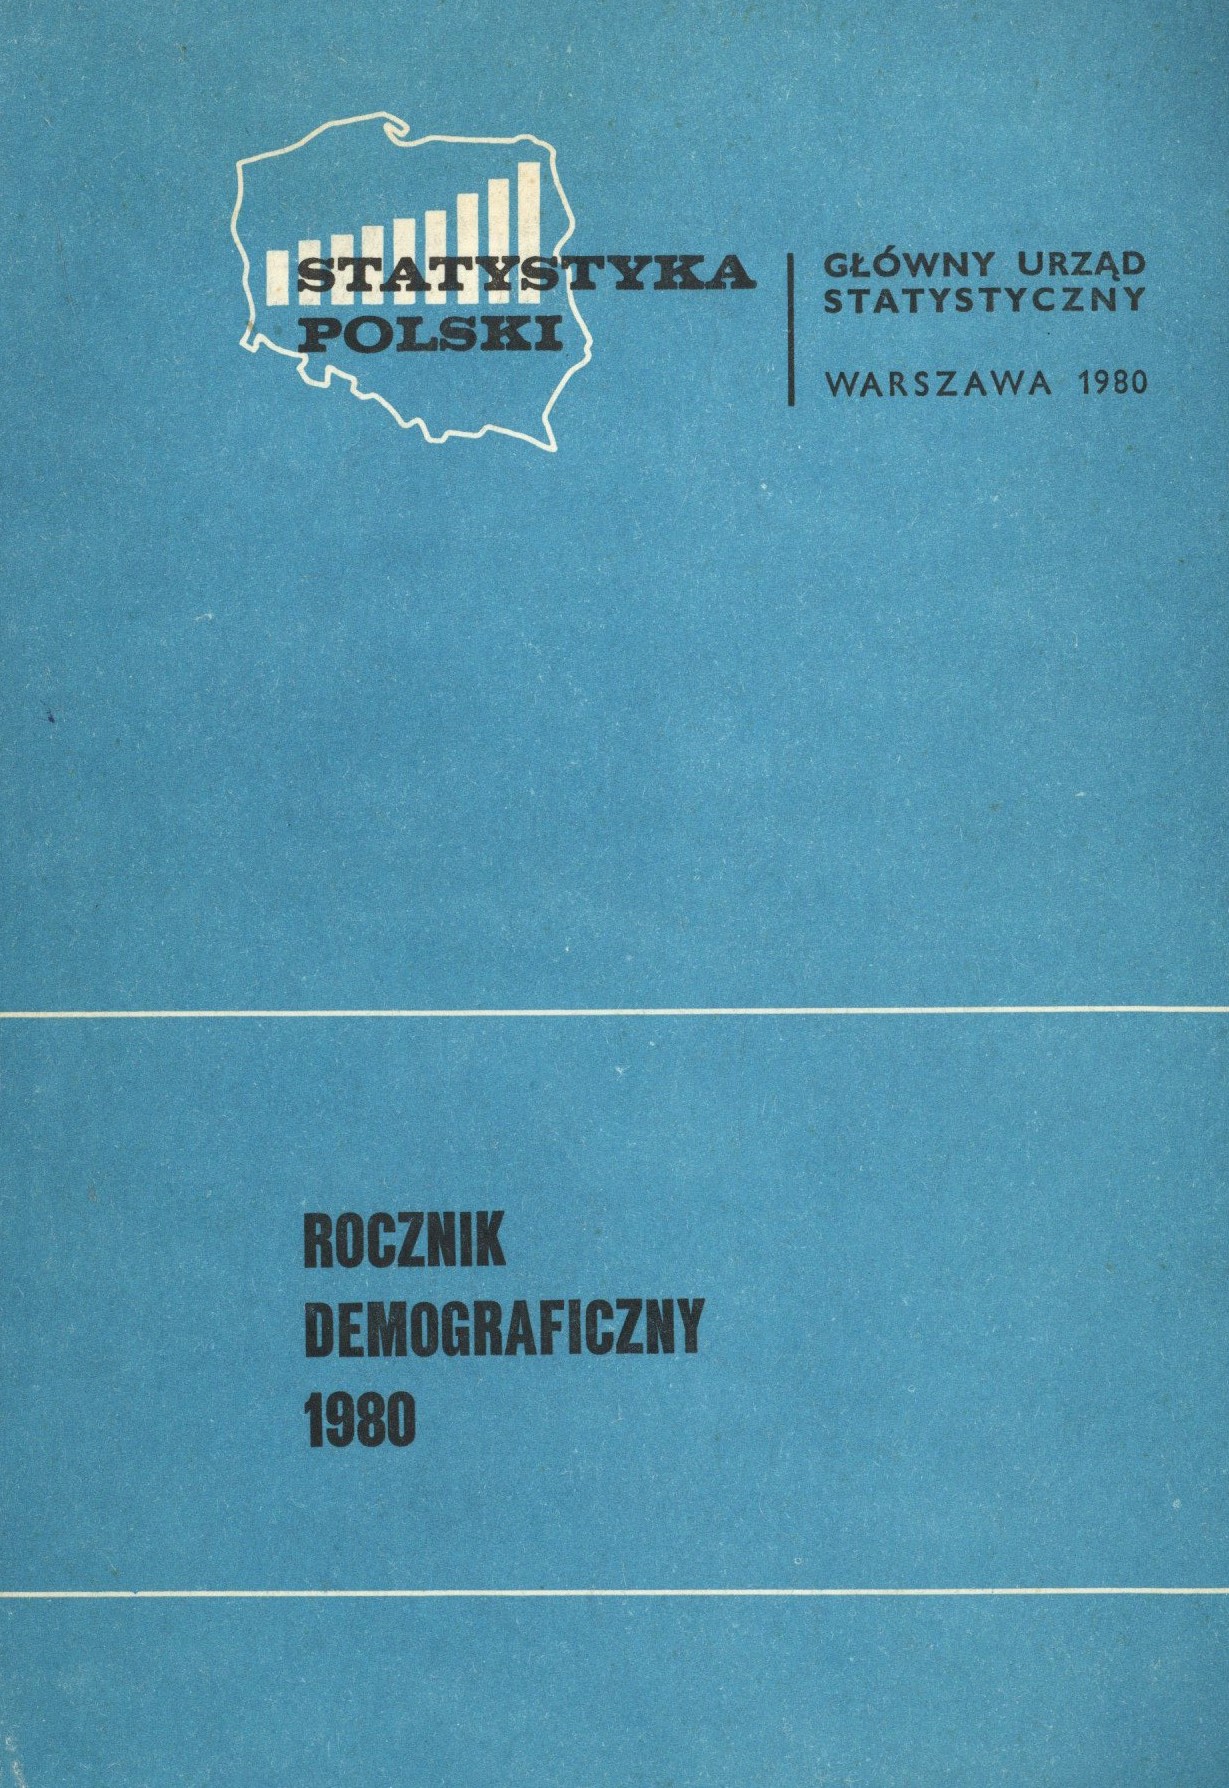 STATYSTYKA
POLSKI
GŁÓWNY URZĄD
STATYSTYCZNY
WARSZAWA 1980
ROCZNIK
DEMOGRAFICZNY
1980